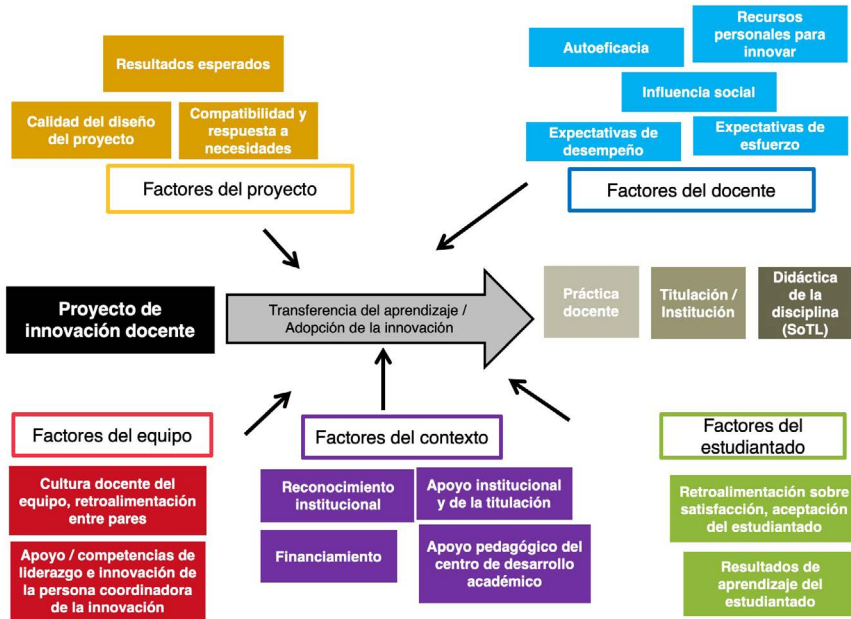 Resultados esperados
Calidad del diseño
del proyecto
Compatibilidad y
respuesta a
necesidades
Factores del proyecto
Autoeficacia
Recursos
personales para
innovar
Influencia social
Expectativas de
desempeño
Expectativas de
esfuerzo
Factores del docente
Proyecto de
innovación docente
Transferencia del aprendizaje /
Adopción de la innovación
Práctica
docente
Titulación /
Institución
Didáctica
de la
disciplina
(SoTL)
Factores del equipo
Cultura docente del
equipo, retroalimentación
entre pares
Apoyo / competencias de
liderazgo e innovación de
la persona coordinadora
de la innovación
Factores del contexto
Reconocimiento
institucional
Apoyo institucional
y de la titulación
Financiamiento
Apoyo pedagógico del
centro de desarrollo
académico
Factores del
estudiantado
Retroalimentación sobre
satisfacción, aceptación
del estudiantado
Resultados de
aprendizaje del
estudiantado